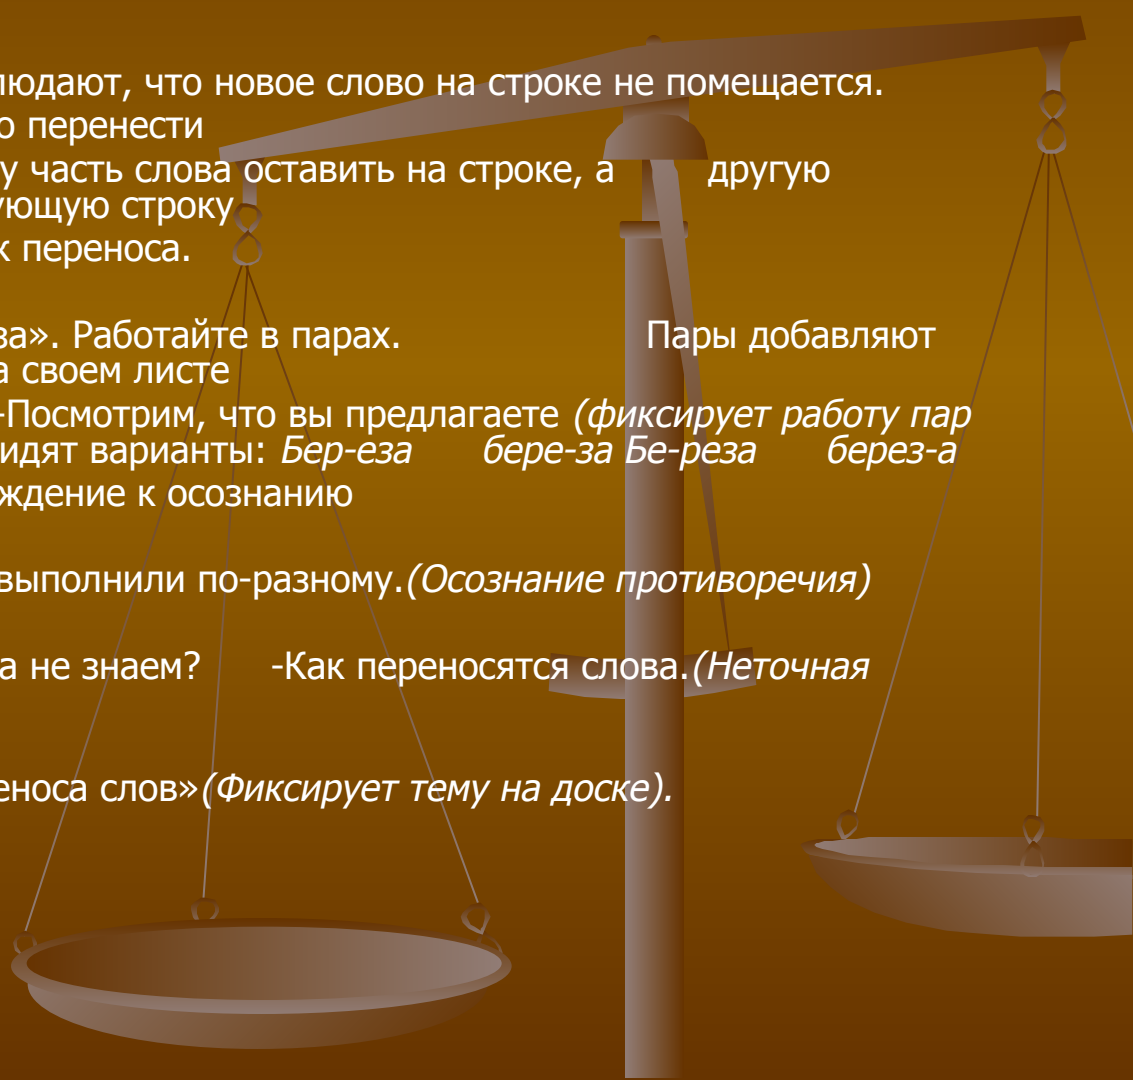 людают, что новое слово на строке не помещается.
о перенести
у часть слова оставить на строке, а другую
ующую строку
к переноса.
ва». Работайте в парах. Пары добавляют
а своем листе
-Посмотрим, что вы предлагаете (фиксирует работу пар
идят варианты: Бер-еза бере-за Бе-реза берез-а
ждение к осознанию
выполнили по-разному.(Осознание противоречия)
а не знаем? -Как переносятся слова.(Неточная
еноса слов»(Фиксирует тему на доске).